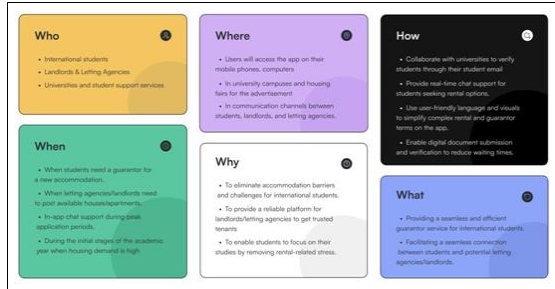 Who
• International students
• Landlords & Letting Agencies
• Universities and student support services
Where
• Users will access the app on their
mobile phones, computers
• In university campuses and housing
fairs for the advertisement
• In communication channels between
students, landlords, and letting agencies.
How
• Collaborate with universities to verify
students through their student email
• Provide real-time chat support for
students seeking rental options.
• Use user-friendly language and visuals
to simplify complex rental and guarantor
terms on the app.
• Enable digital document submission
and verification to reduce waiting times.
When
• When students need a guarantor for
a new accommodation.
• When letting agencies/landlords need
to post available houses/apartments.
• In-app chat support during peak
application periods.
• During the initial stages of the academic
year when housing demand is high
Why
• To eliminate accommodation barriers
and challenges for international students.
• To provide a reliable platform for
landlords/letting agencies to get trusted
tenants
• To enable students to focus on their
studies by removing rental-related stress.
What
• Providing a seamless and efficient
guarantor service for international students.
• Facilitating a seamless connection
between students and potential letting
agencies/landlords.